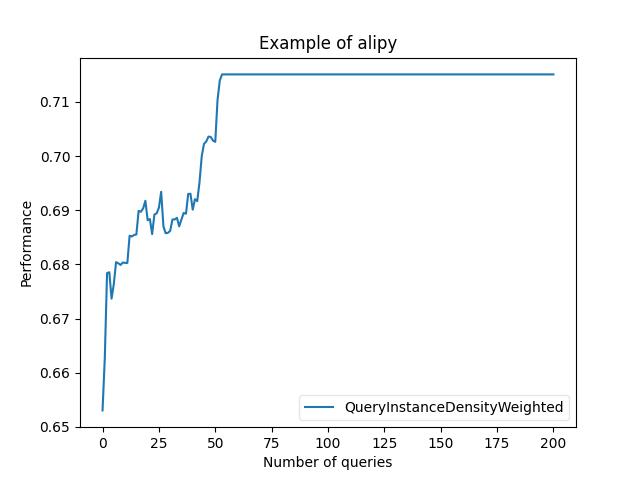 Example of alipy
Performance
0.71
0.70
0.69
0.68
0.67
0.66
0.65
QueryInstanceDensityWeighted
0 25 50 75 100 125 150 175 200
Number of queries